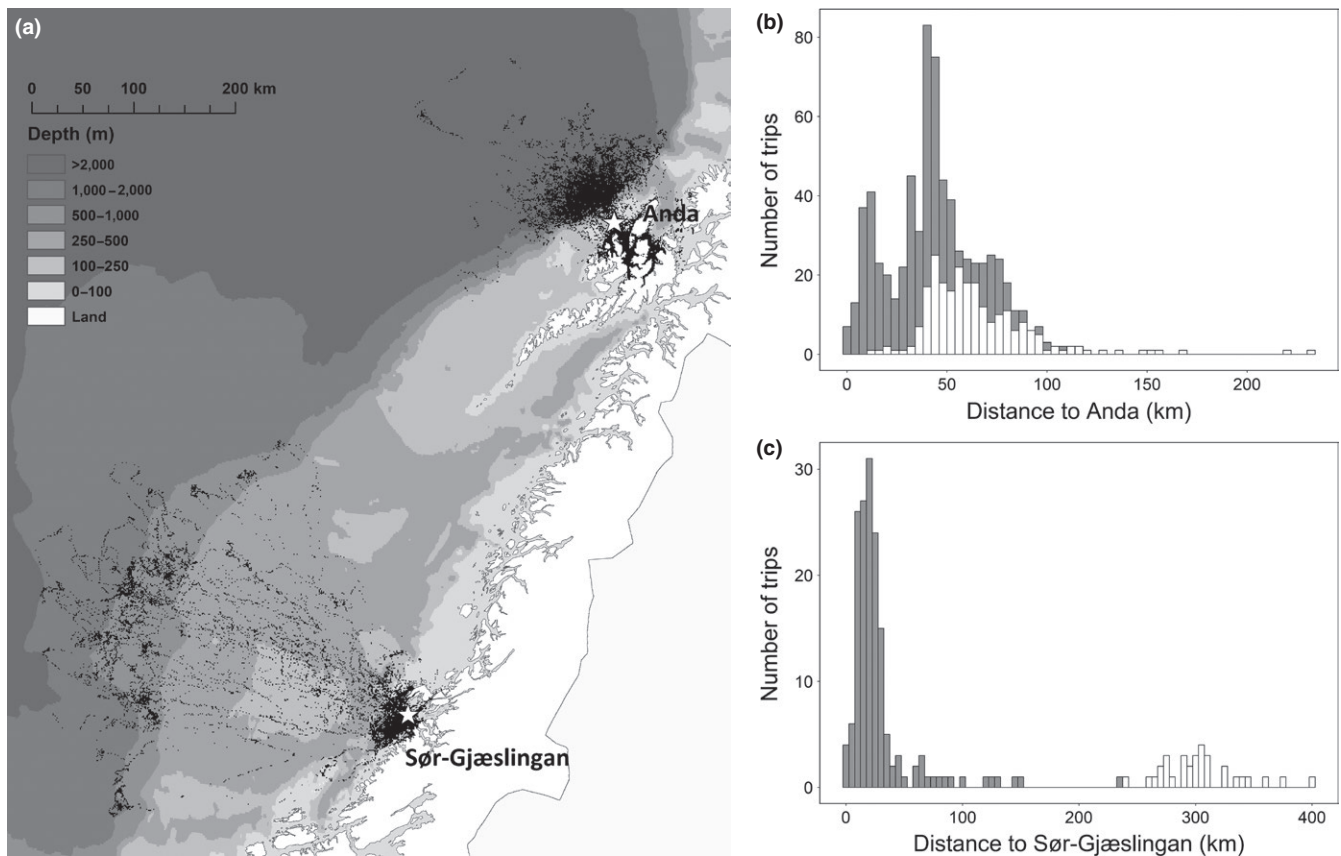 (a)
0 50 100 200 km
Depth (m)
>2,000
1,000–2,000
500–1,000
250–500
100–250
0–100
Land
Anda
Sør-Gjæslingan
(b)
Number of trips
80
60
40
20
0
0 50 100 150 200
Distance to Anda (km)
(c)
Number of trips
30
20
10
0
0 100 200 300 400
Distance to Sør-Gjæslingan (km)